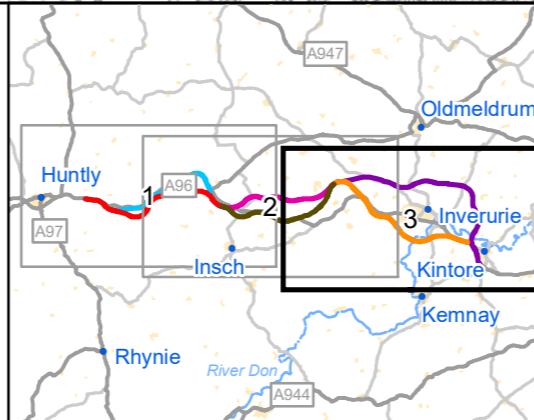 A947
Oldmeldrum
Huntly
1
A96
2
3
Inverurie
A97
Insch
Kintore
Kemnay
Rhynie
River Don
A944